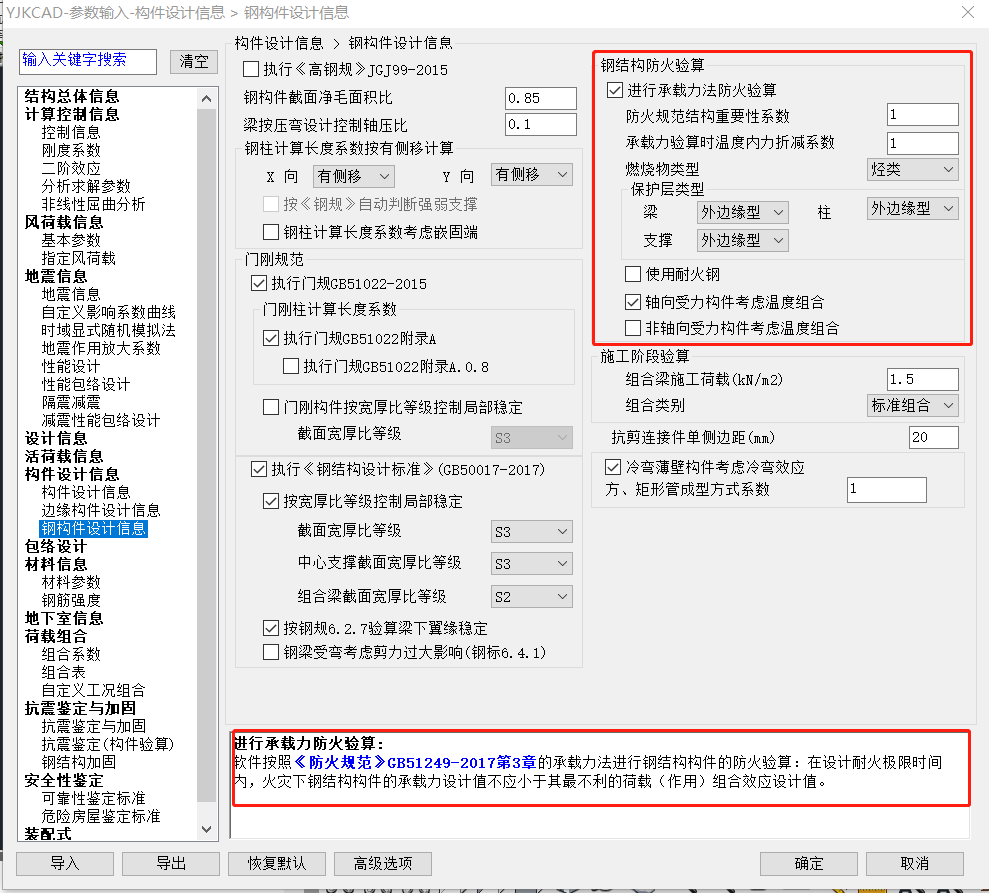 YJKCAD-参数输入-构件设计信息 > 钢构件设计信息
输入关键字搜索
清空
结构总体信息
计算控制信息
控制信息
刚度系数
二阶效应
分析求解参数
非线性屈曲分析
风荷载信息
基本参数
指定风荷载
地震信息
地震信息
自定义影响系数曲线
时域显式随机模拟法
地震作用放大系数
性能设计
性能包络设计
隔震减震
减震性能包络设计
设计信息
活荷载信息
构件设计信息
构件设计信息
边缘构件设计信息
钢构件设计信息
包络设计
材料信息
材料参数
钢筋强度
地下室信息
荷载组合
组合系数
组合表
自定义工况组合
抗震鉴定与加固
抗震鉴定与加固
抗震鉴定(构件验算)
钢结构加固
安全性鉴定
可靠性鉴定标准
危险房屋鉴定标准
装配式
构件设计信息 > 钢构件设计信息
执行《高钢规》JGJ99-2015
钢构件截面净毛面积比 0.85
梁按压弯设计控制轴压比 0.1
钢柱计算长度系数按有侧移计算
X 向 有侧移 Y 向 有侧移
按《钢规》自动判断强弱支撑
钢柱计算长度系数考虑嵌固端
门刚规范
执行门规GB51022-2015
门刚柱计算长度系数
执行门规GB51022附录A
执行门规GB51022附录A.0.8
门刚构件按宽厚比等级控制局部稳定
截面宽厚比等级 S3
执行《钢结构设计标准》(GB50017-2017)
按宽厚比等级控制局部稳定
截面宽厚比等级 S3
中心支撑截面宽厚比等级 S3
组合梁截面宽厚比等级 S2
按钢规6.2.7验算梁下翼缘稳定
钢梁受弯考虑剪力过大影响(钢标6.4.1)
钢结构防火验算
进行承载力法防火验算
防火规范结构重要性系数 1
承载力验算时温度内力折减系数 1
燃烧物类型 烃类
保护层类型
梁 外边缘型 柱 外边缘型
支撑 外边缘型
使用耐火钢
轴向受力构件考虑温度组合
非轴向受力构件考虑温度组合
施工阶段验算
组合梁施工荷载(kN/m2) 1.5
组合类别 标准组合
抗剪连接件单侧边距(mm) 20
冷弯薄壁构件考虑冷弯效应
方、矩形管成型方式系数 1
进行承载力防火验算:
软件按照《防火规范》GB51249-2017第3章的承载力法进行钢结构构件的防火验算: 在设计耐火极限时间
内, 火灾下钢结构构件的承载力设计值不应小于其最不利的荷载（作用）组合效应设计值。
导入 导出 恢复默认 高级选项 确定 取消